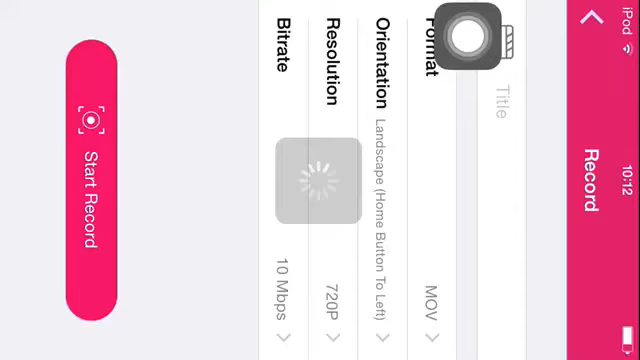 iPod 10:12
Record
Title
Format MOV
Orientation Landscape (Home Button To Left)
Resolution 720P
Bitrate 10 Mbps
Start Record